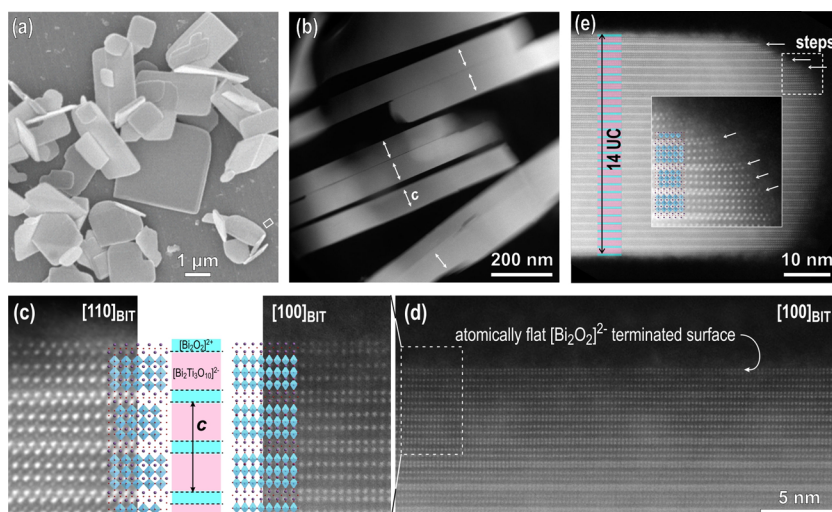 (a)
1 μm
(b)
c
200 nm
(e)
steps
14 UC
10 nm
(c)
[110]BIT
[100]BIT
[Bi₂O₂]²⁺
[Bi₂Ti₃O₁₀]²⁻
c
(d)
[100]BIT
atomically flat [Bi₂O₂]²⁻ terminated surface
5 nm